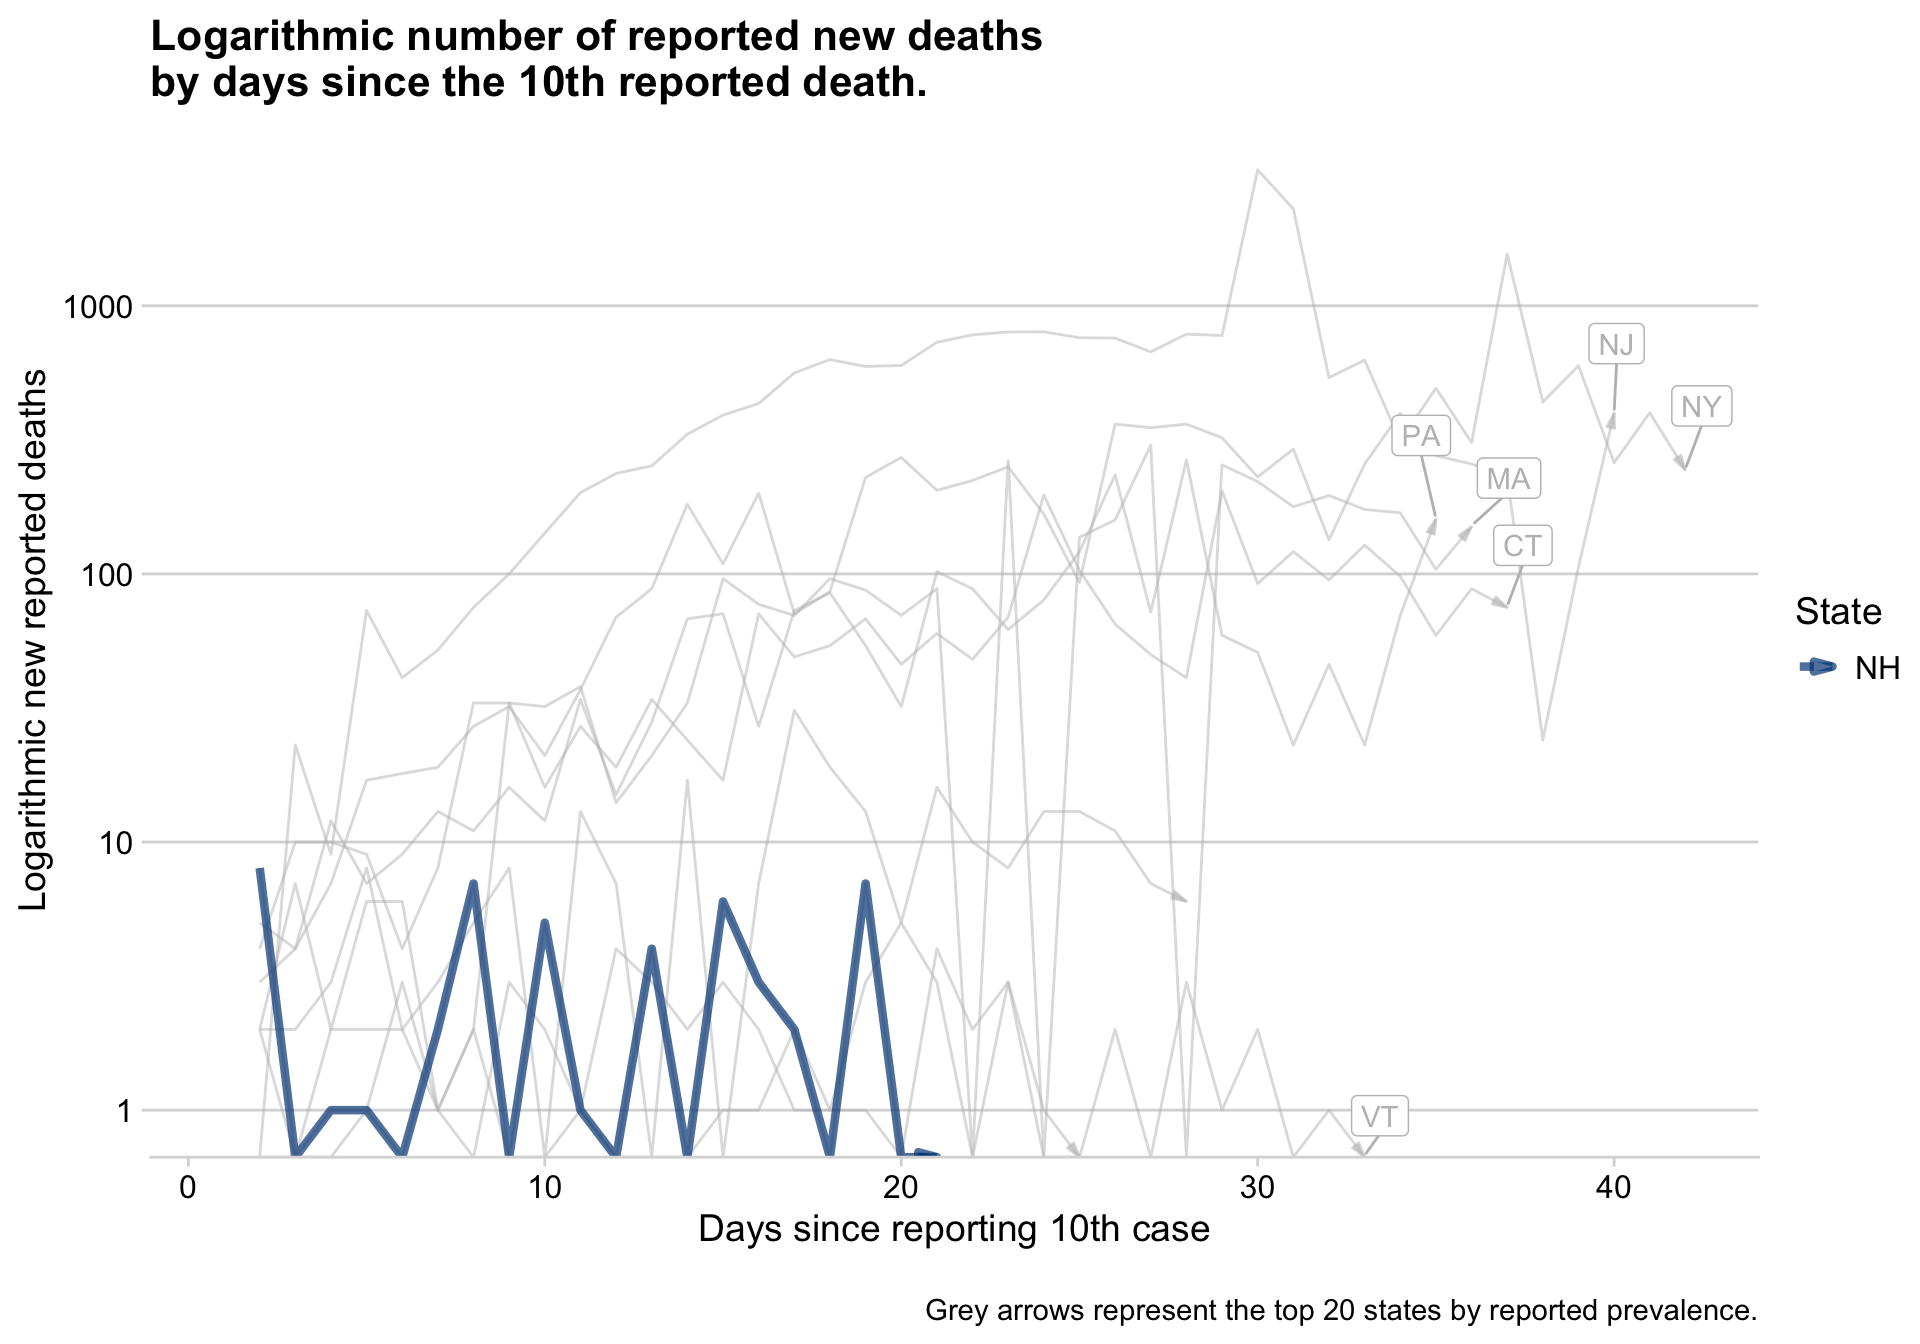 Logarithmic number of reported new deaths
by days since the 10th reported death.
Logarithmic new reported deaths
1000
100
10
1
NJ
NY
PA
MA
CT
VT
State
NH
0
10
20
30
40
Days since reporting 10th case
Grey arrows represent the top 20 states by reported prevalence.